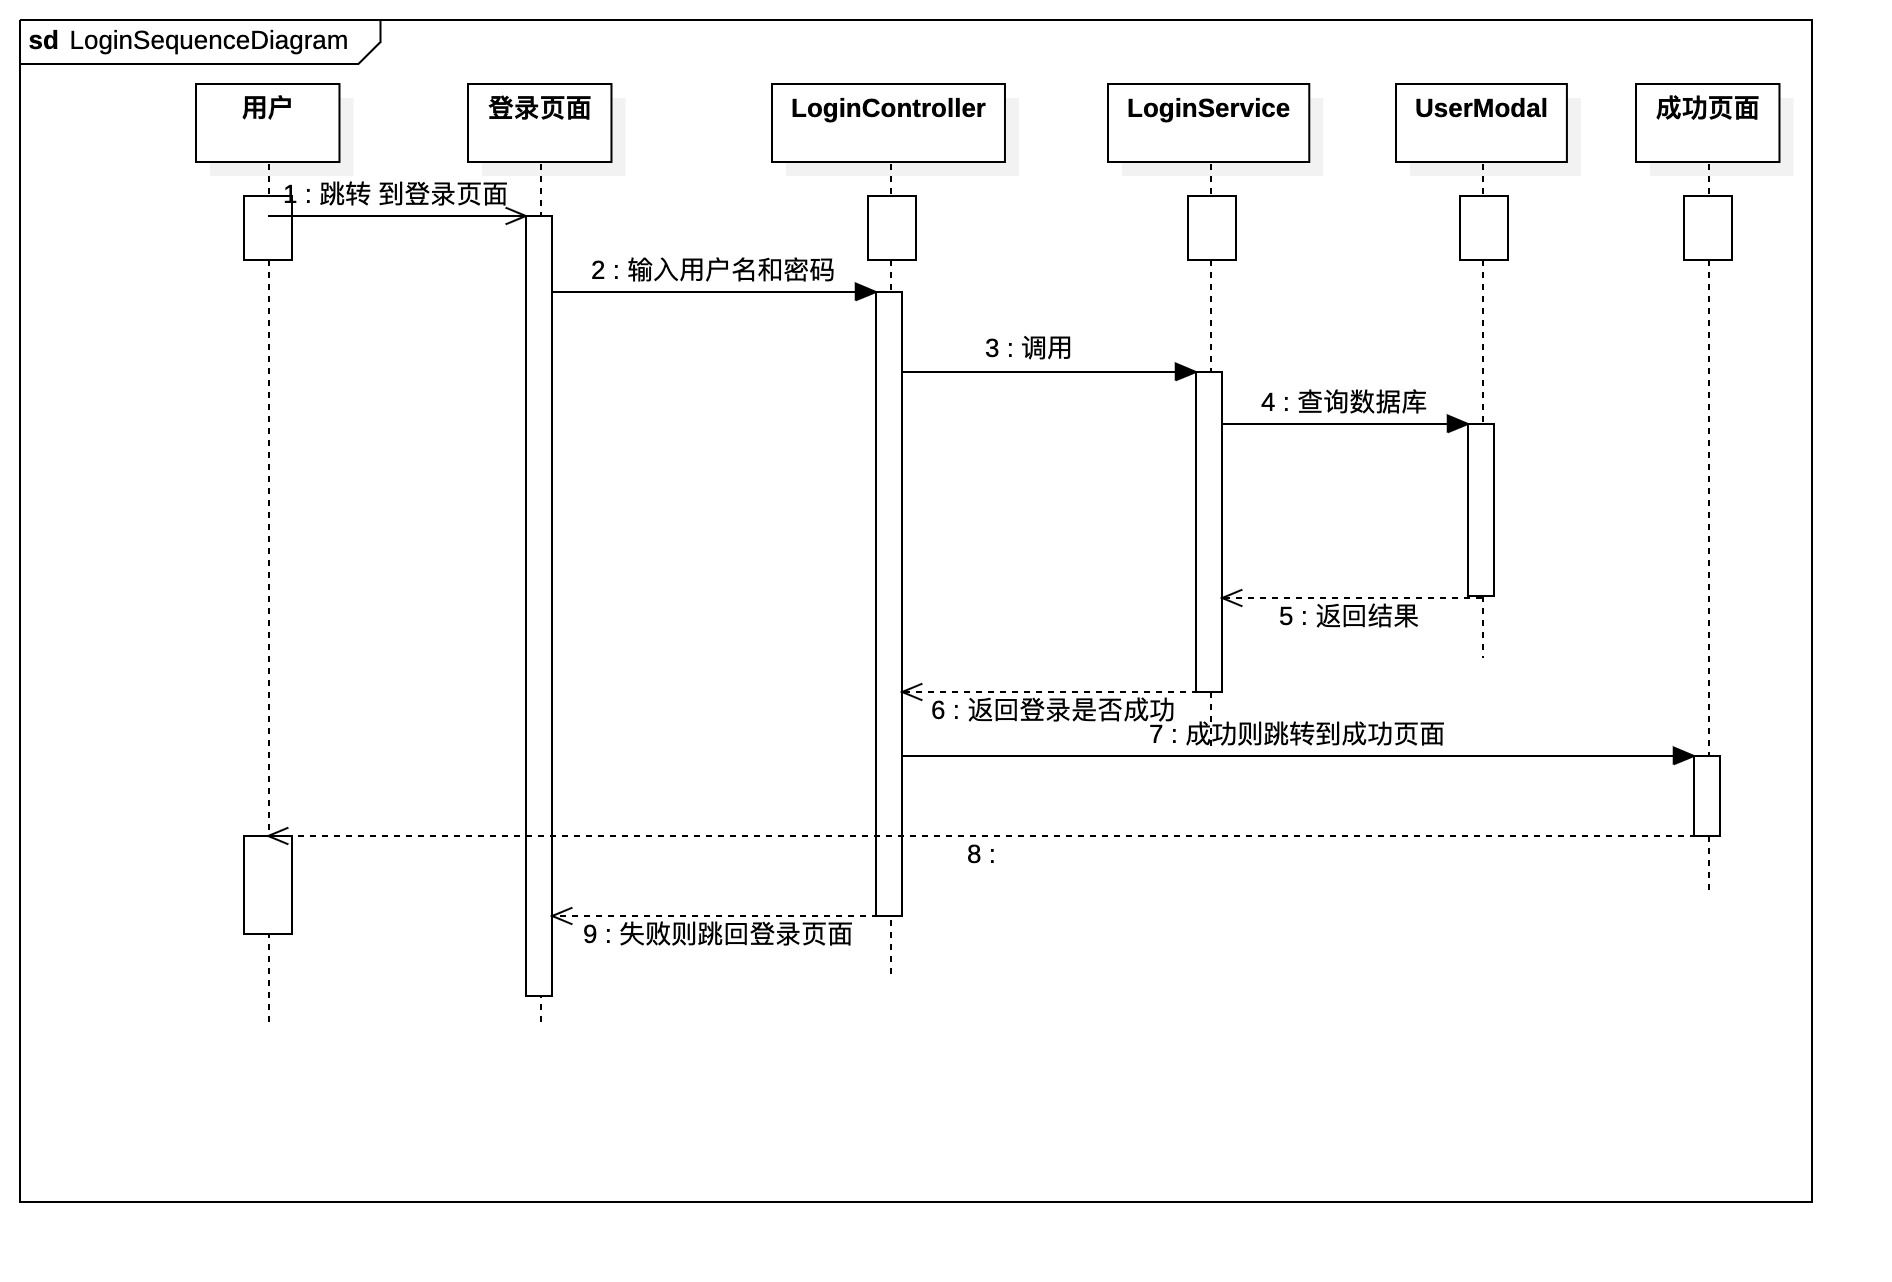 sd LoginSequenceDiagram
用户
登录页面
LoginController
LoginService
UserModal
成功页面
1 : 跳转 到登录页面
2 : 输入用户名和密码
3 : 调用
4 : 查询数据库
5 : 返回结果
6 : 返回登录是否成功
7 : 成功则跳转到成功页面
8 :
9 : 失败则跳回登录页面